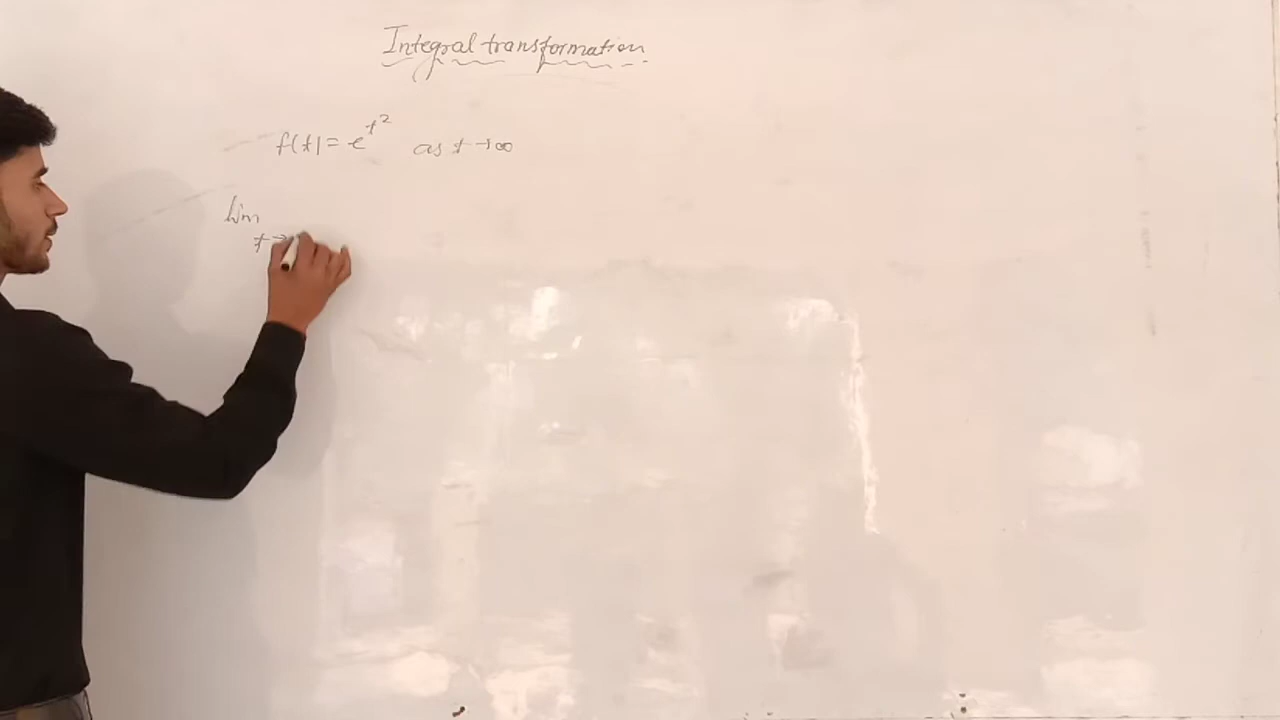 Integral transformation
f(t) = e^{t^2} as t → ∞
lim
t →